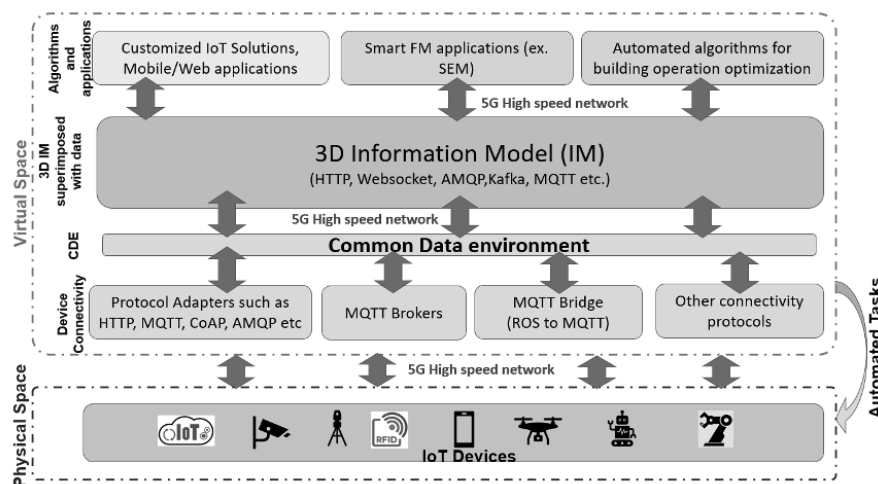 Virtual Space
Algorithms and
applications
Customized IoT Solutions,
Mobile/Web applications
Smart FM applications (ex.
SEM)
Automated algorithms for
building operation optimization
5G High speed network
3D IM
superimposed
with data
3D Information Model (IM)
(HTTP, Websocket, AMQP,Kafka, MQTT etc.)
5G High speed network
CDE
Common Data environment
Device
Connectivity
Protocol Adapters such as
HTTP, MQTT, CoAP, AMQP etc
MQTT Brokers
MQTT Bridge
(ROS to MQTT)
Other connectivity
protocols
Automated Tasks
5G High speed network
Physical Space
IoT
RFID
IoT Devices